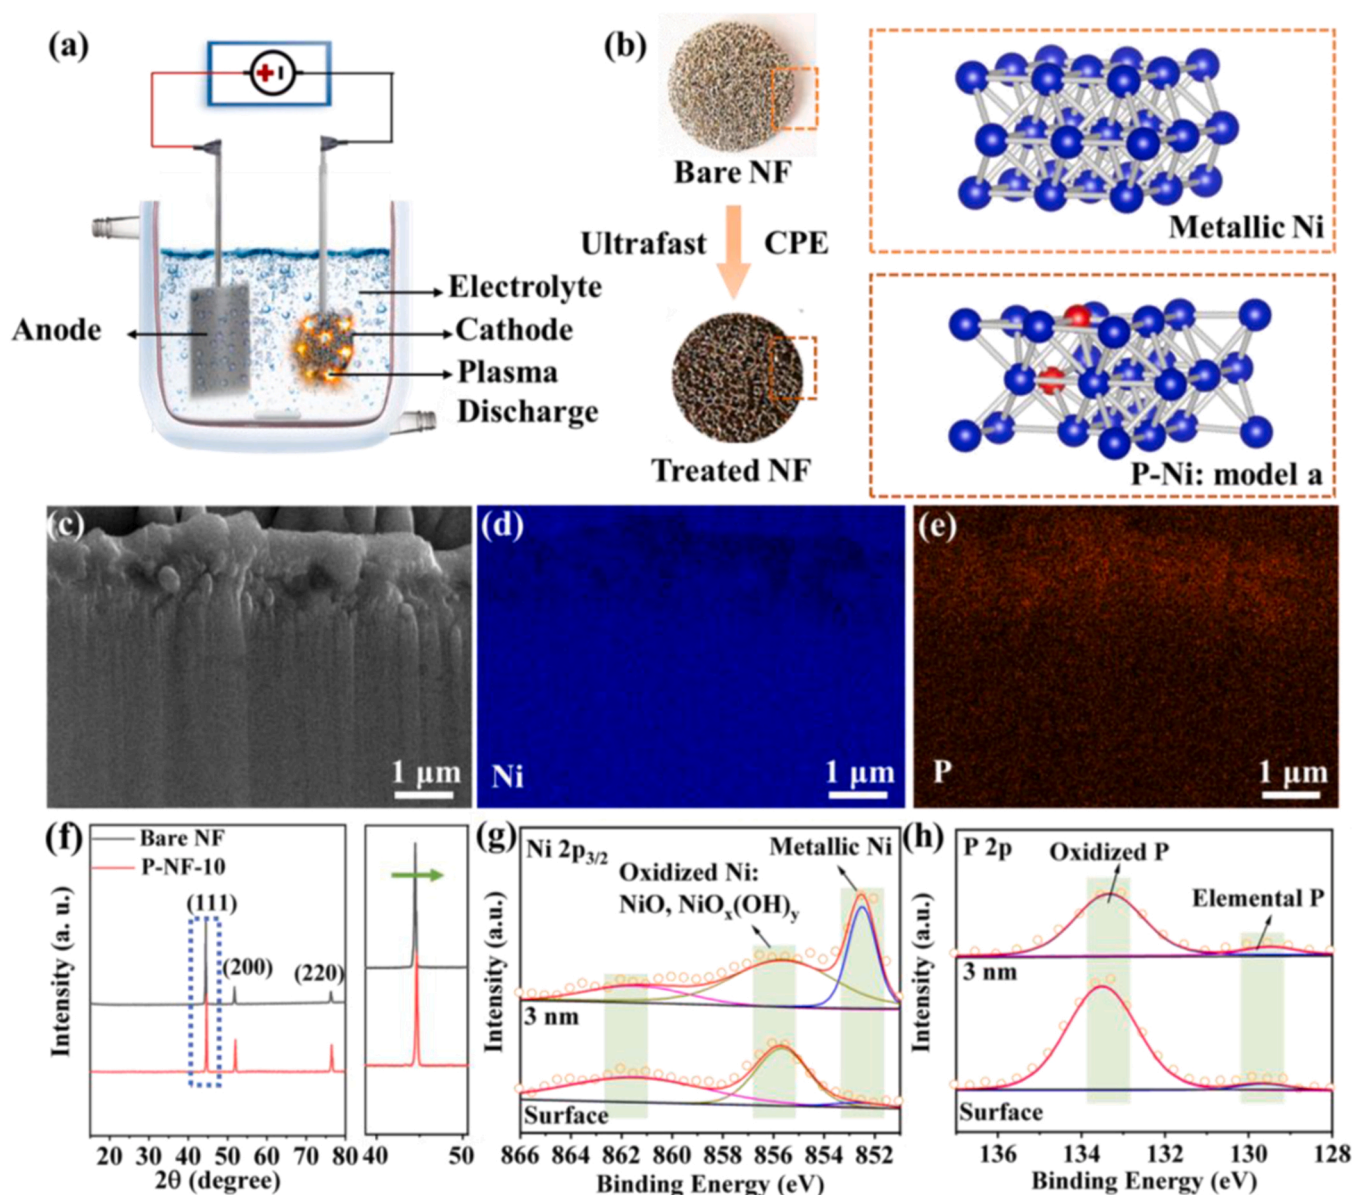 (a)
+ -
Anode
Electrolyte
Cathode
Plasma
Discharge
(b)
Bare NF
Ultrafast CPE
Treated NF
Metallic Ni
P-Ni: model a
(c)
1 µm
(d)
Ni
1 µm
(e)
P
1 µm
(f)
Bare NF
P-NF-10
(111)
(200)
(220)
Intensity (a. u.)
20 30 40 50 60 70 80
40 50
2θ (degree)
(g)
Ni 2p3/2
Metallic Ni
Oxidized Ni:
NiO, NiOx(OH)y
3 nm
Surface
Intensity (a.u.)
866 864 862 860 858 856 854 852
Binding Energy (eV)
(h)
P 2p
Oxidized P
Elemental P
3 nm
Surface
Intensity (a.u.)
136 134 132 130 128
Binding Energy (eV)